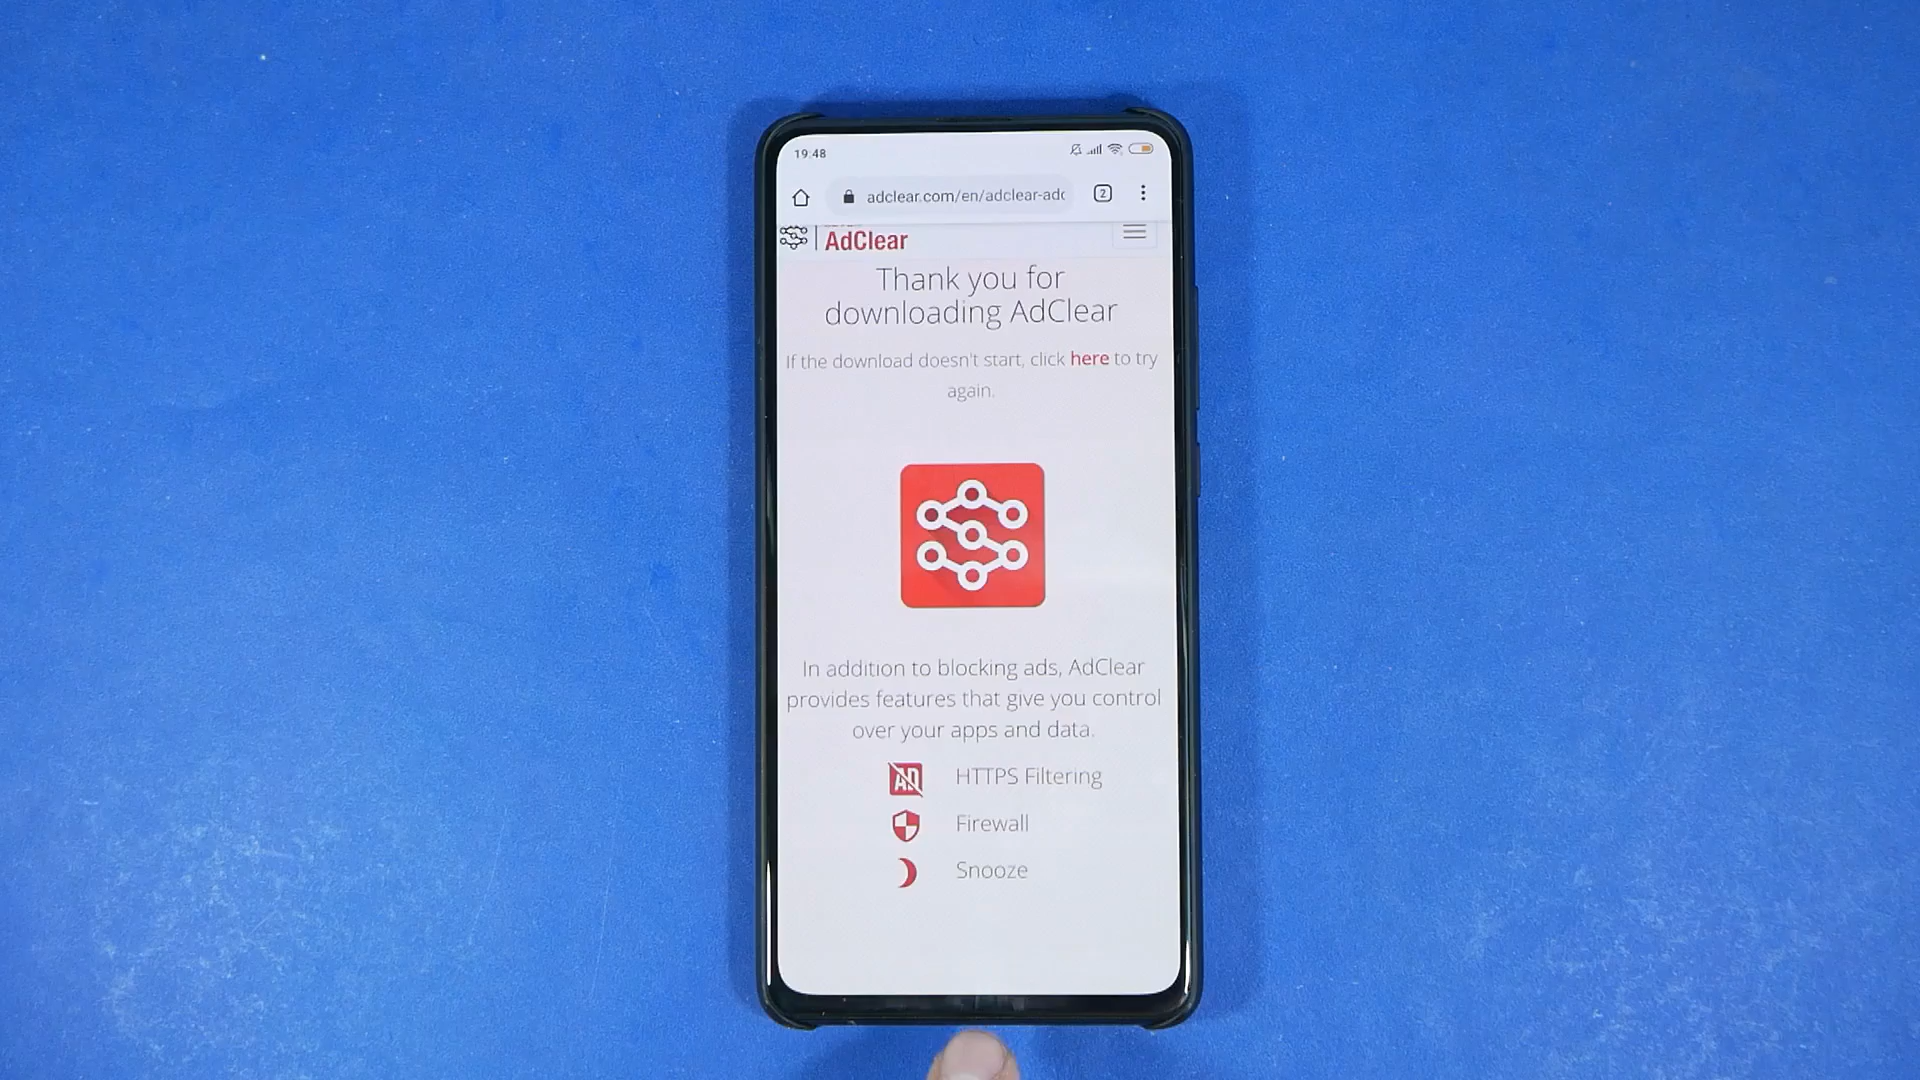 19:48
adclear.com/en/adclear-adc
2
AdClear
Thank you for
downloading AdClear
If the download doesn't start, click here to try
again.
In addition to blocking ads, AdClear
provides features that give you control
over your apps and data.
AD
HTTPS Filtering
Firewall
Snooze